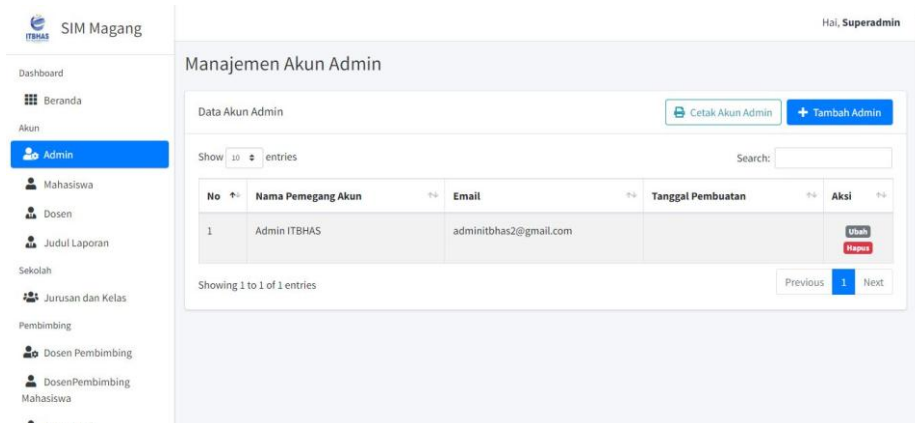 ITBHAS
SIM Magang
Hai, Superadmin
Dashboard
Beranda
Akun
Admin
Mahasiswa
Dosen
Judul Laporan
Sekolah
Jurusan dan Kelas
Pembimbing
Dosen Pembimbing
DosenPembimbing
Mahasiswa
Manajemen Akun Admin
Data Akun Admin
Cetak Akun Admin
+ Tambah Admin
Show 10 entries
Search:
No Nama Pemegang Akun Email Tanggal Pembuatan Aksi
1 Admin ITBHAS adminitbhas2@gmail.com Ubah
Hapus
Showing 1 to 1 of 1 entries
Previous 1 Next